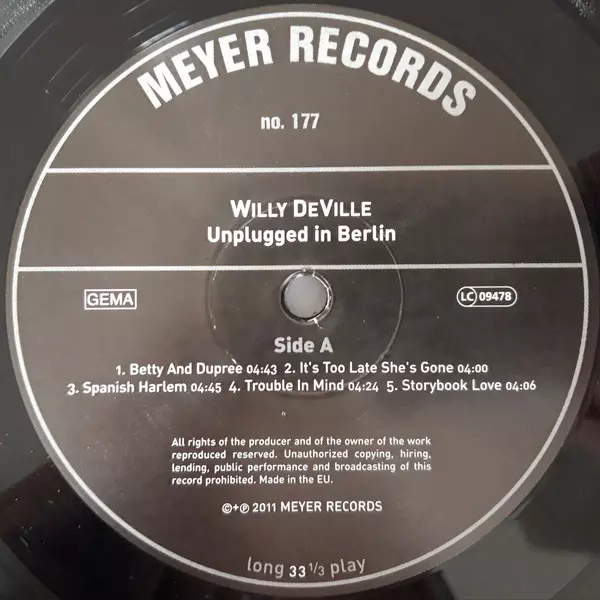 MEYER RECORDS
no. 177
WILLY DEVILLE
Unplugged in Berlin
GEMA
LC 09478
Side A
1. Betty And Dupree 04:43 2. It's Too Late She's Gone 04:00
3. Spanish Harlem 04:45 4. Trouble In Mind 04:24 5. Storybook Love 04:06
All rights of the producer and of the owner of the work
reproduced reserved. Unauthorized copying, hiring,
lending, public performance and broadcasting of this
record prohibited. Made in the EU.
©+℗ 2011 MEYER RECORDS
long 33 1/3 play